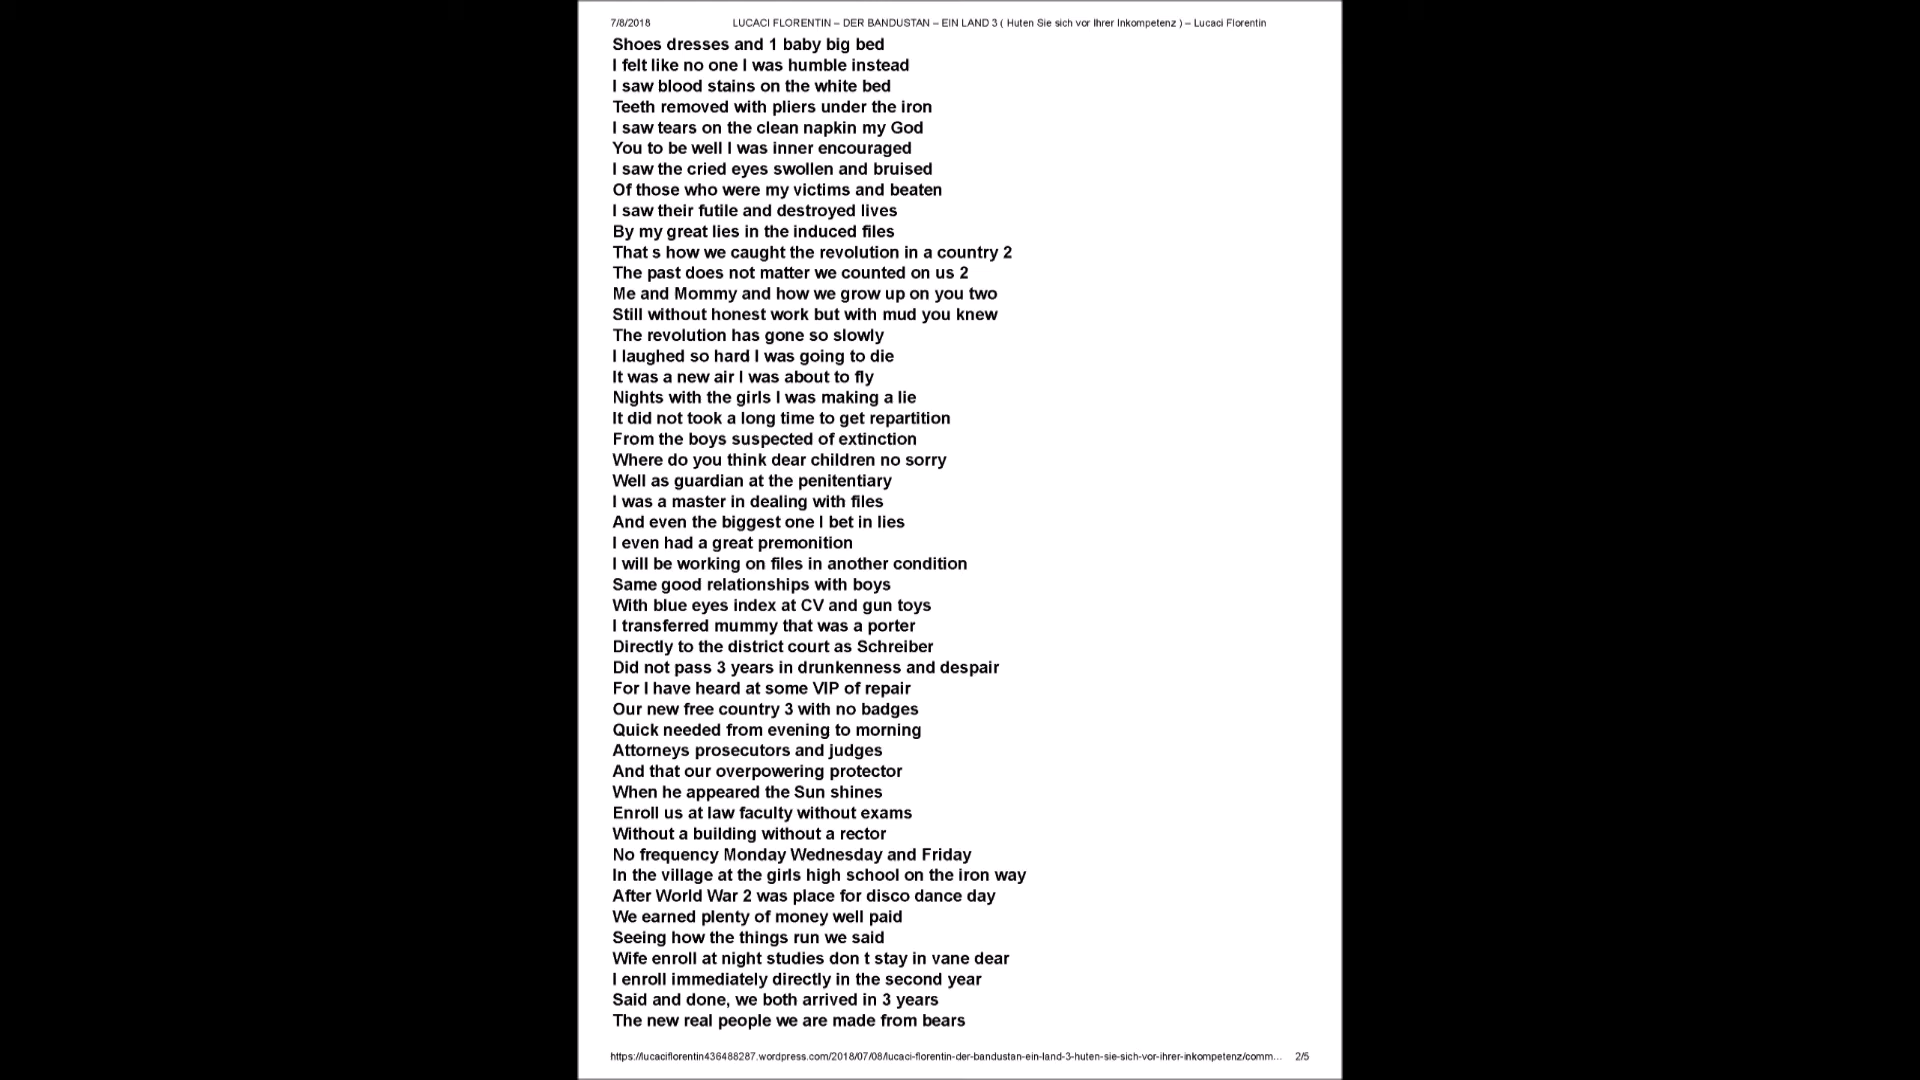 7/8/2018 LUCACI FLORENTIN – DER BANDUSTAN – EIN LAND 3 ( Huten Sie sich vor Ihrer Inkompetenz ) – Lucaci Florentin
Shoes dresses and 1 baby big bed
I felt like no one I was humble instead
I saw blood stains on the white bed
Teeth removed with pliers under the iron
I saw tears on the clean napkin my God
You to be well I was inner encouraged
I saw the cried eyes swollen and bruised
Of those who were my victims and beaten
I saw their futile and destroyed lives
By my great lies in the induced files
That s how we caught the revolution in a country 2
The past does not matter we counted on us 2
Me and Mommy and how we grow up on you two
Still without honest work but with mud you knew
The revolution has gone so slowly
I laughed so hard I was going to die
It was a new air I was about to fly
Nights with the girls I was making a lie
It did not took a long time to get repartition
From the boys suspected of extinction
Where do you think dear children no sorry
Well as guardian at the penitentiary
I was a master in dealing with files
And even the biggest one I bet in lies
I even had a great premonition
I will be working on files in another condition
Same good relationships with boys
With blue eyes index at CV and gun toys
I transferred mummy that was a porter
Directly to the district court as Schreiber
Did not pass 3 years in drunkenness and despair
For I have heard at some VIP of repair
Our new free country 3 with no badges
Quick needed from evening to morning
Attorneys prosecutors and judges
And that our overpowering protector
When he appeared the Sun shines
Enroll us at law faculty without exams
Without a building without a rector
No frequency Monday Wednesday and Friday
In the village at the girls high school on the iron way
After World War 2 was place for disco dance day
We earned plenty of money well paid
Seeing how the things run we said
Wife enroll at night studies don t stay in vane dear
I enroll immediately directly in the second year
Said and done, we both arrived in 3 years
The new real people we are made from bears
https://lucaciflorentin436488287.wordpress.com/2018/07/08/lucaci-florentin-der-bandustan-ein-land-3-huten-sie-sich-vor-ihrer-inkompetenz/comm... 2/5